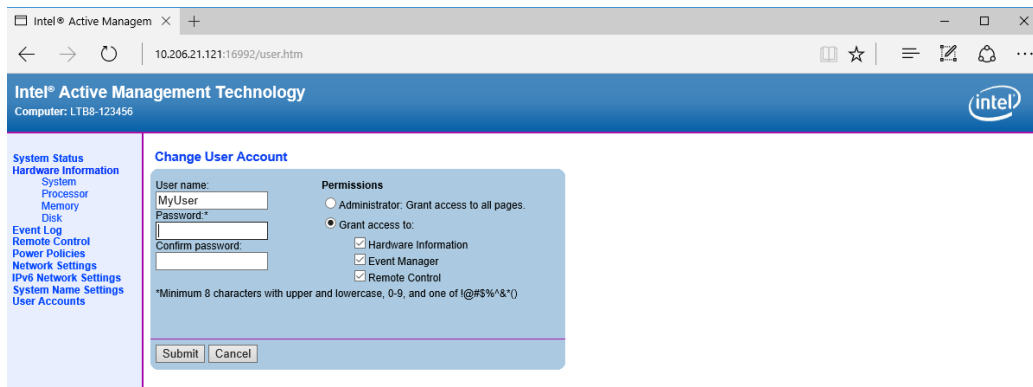 Intel® Active Managem
10.206.21.121:16992/user.htm
Intel® Active Management Technology
Computer: LTB8-123456
intel
System Status
Hardware Information
System
Processor
Memory
Disk
Event Log
Remote Control
Power Policies
Network Settings
IPv6 Network Settings
System Name Settings
User Accounts
Change User Account
User name:
MyUser
Password:*
Confirm password:
Permissions
Administrator: Grant access to all pages.
Grant access to:
Hardware Information
Event Manager
Remote Control
*Minimum 8 characters with upper and lowercase, 0-9, and one of !@#$%^&*()
Submit Cancel